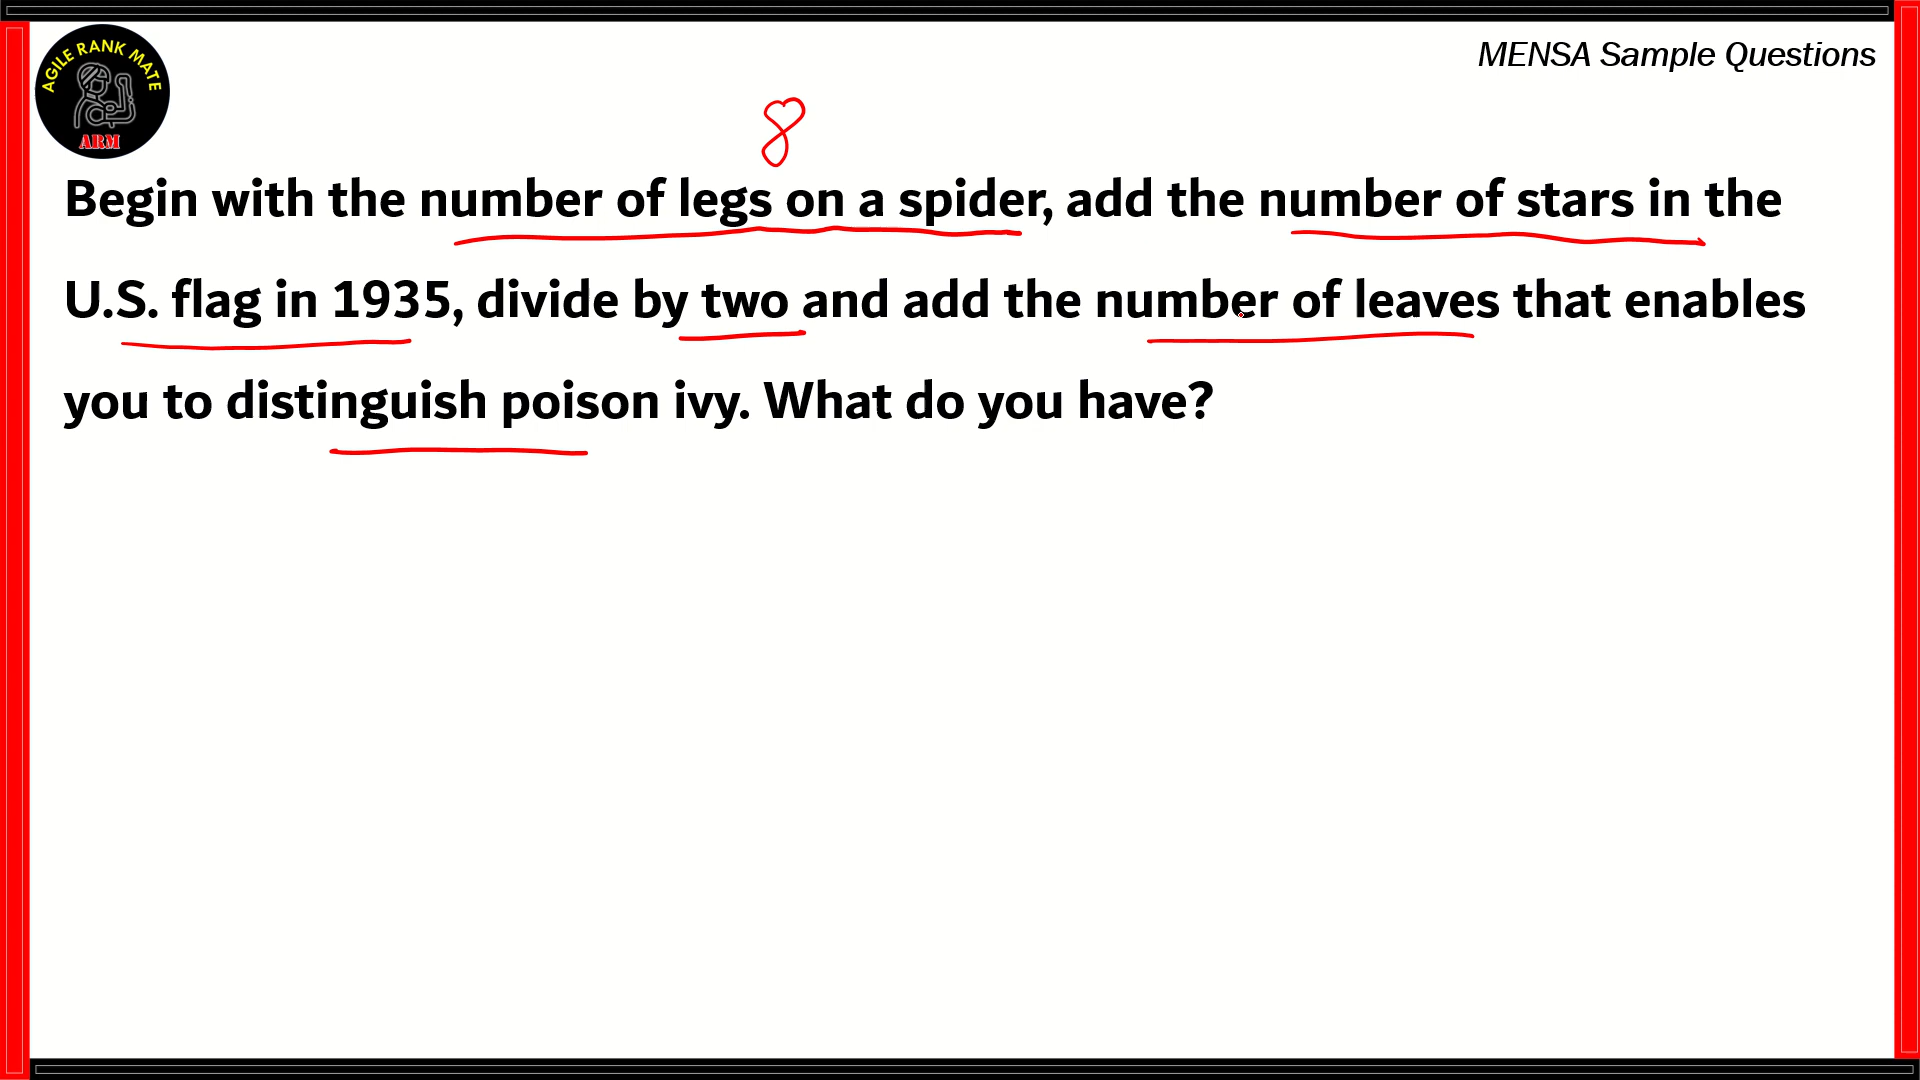 AGILE RANK MATE
ARM
MENSA Sample Questions
8
Begin with the number of legs on a spider, add the number of stars in the
U.S. flag in 1935, divide by two and add the number of leaves that enables
you to distinguish poison ivy. What do you have?